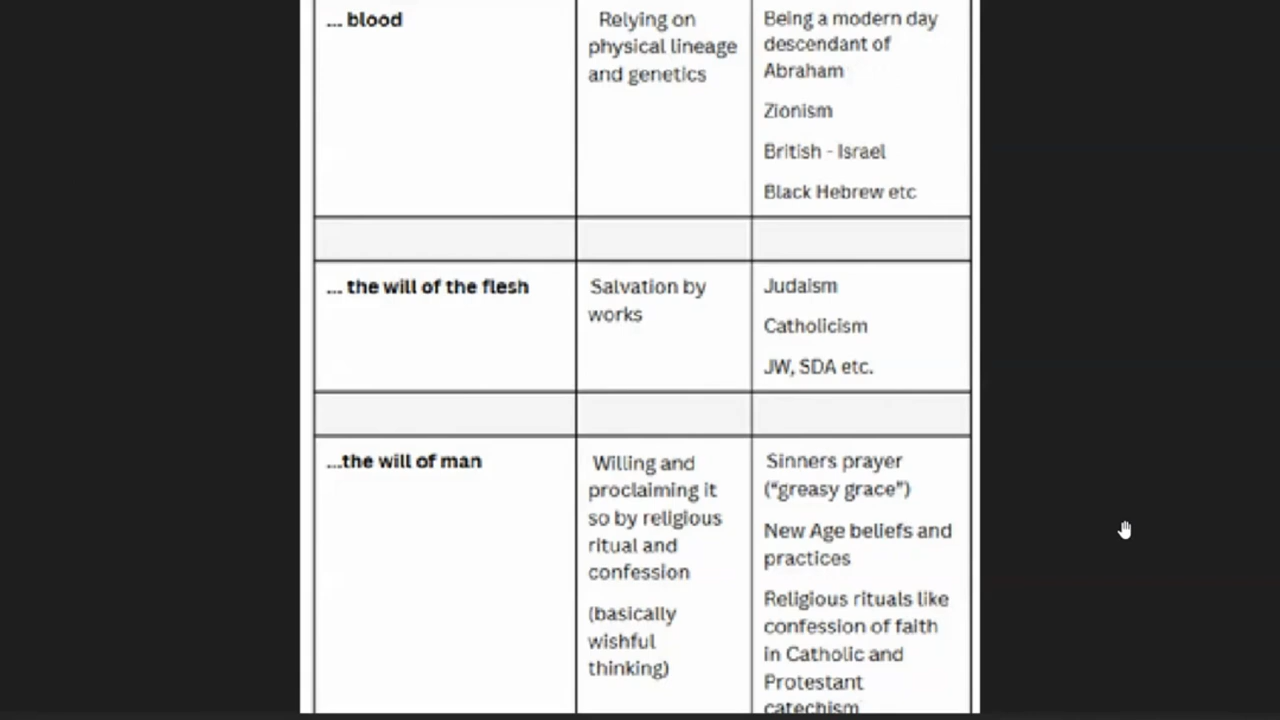 ... blood
Relying on
physical lineage
and genetics
Being a modern day
descendant of
Abraham
Zionism
British - Israel
Black Hebrew etc
... the will of the flesh
Salvation by
works
Judaism
Catholicism
JW, SDA etc.
...the will of man
Willing and
proclaiming it
so by religious
ritual and
confession
(basically
wishful
thinking)
Sinners prayer
("greasy grace")
New Age beliefs and
practices
Religious rituals like
confession of faith
in Catholic and
Protestant
catechism